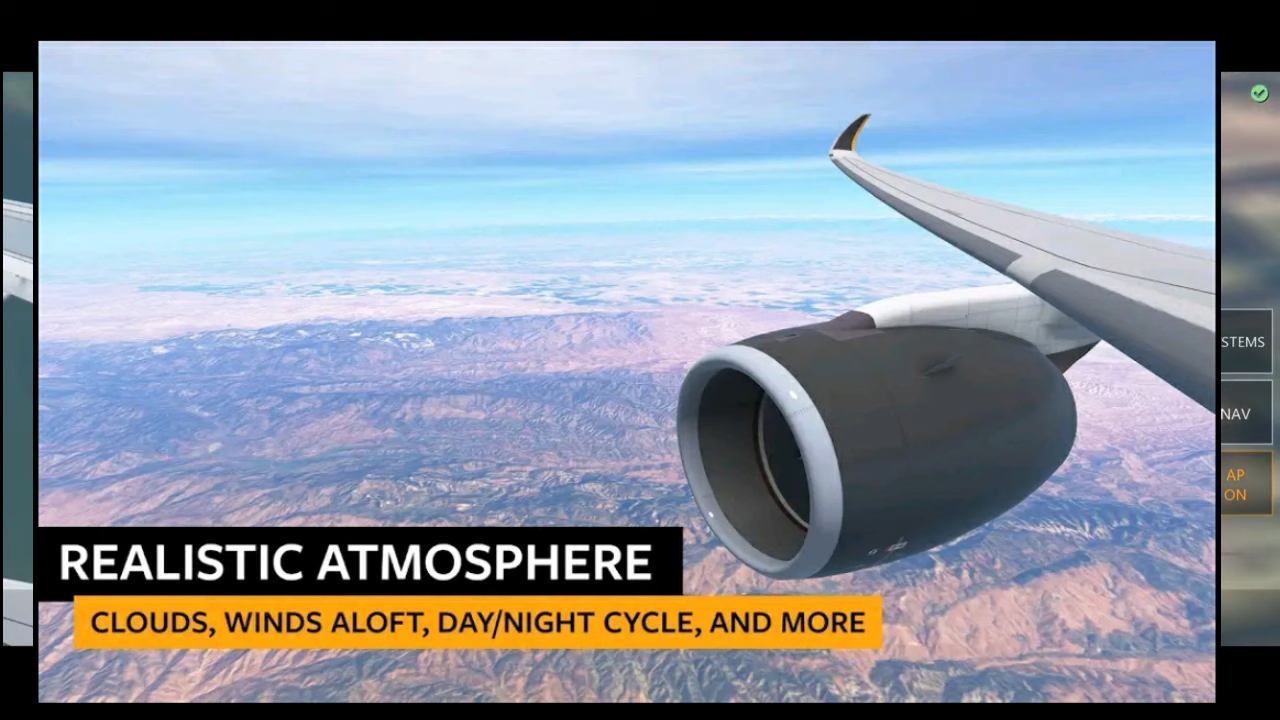 REALISTIC ATMOSPHERE
CLOUDS, WINDS ALOFT, DAY/NIGHT CYCLE, AND MORE
STEMS
NAV
AP
ON